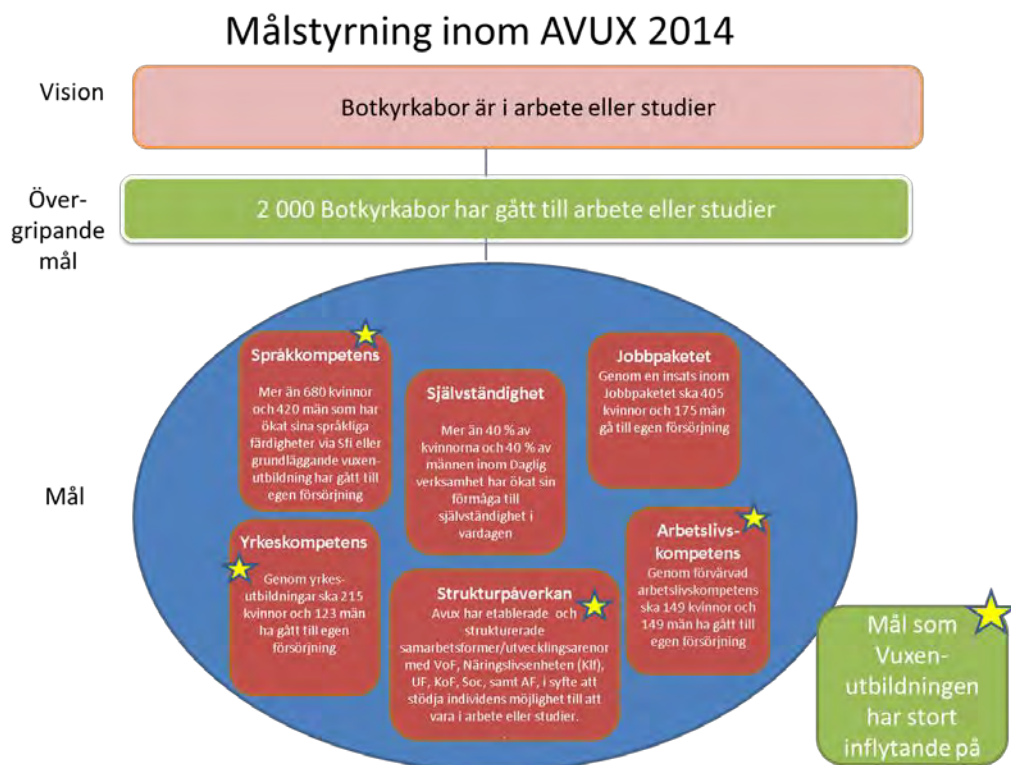 Målstyrning inom AVUX 2014
Vision
Botkyrkabor är i arbete eller studier
Över-
gripande
mål
2 000 Botkyrkabor har gått till arbete eller studier
Mål
Språkkompetens
Mer än 680 kvinnor
och 420 män som har
ökat sina språkliga
färdigheter via Sfi eller
grundläggande vuxen-
utbildning har gått till
egen försörjning
Självständighet
Mer än 40 % av
kvinnorna och 40 % av
männen inom Daglig
verksamhet har ökat sin
förmåga till
självständighet i
vardagen
Jobbpaketet
Genom en insats inom
Jobbpaketet ska 405
kvinnor och 175 män
gå till egen försörjning
Yrkeskompetens
Genom yrkes-
utbildningar ska 215
kvinnor och 123 män
ha gått till egen
försörjning
Strukturpåverkan
Avux har etablerade och
strukturerade
samarbetsformer/utvecklingsarenor
med VoF, Näringslivsenheten (Klf),
UF, KoF, Soc, samt AF, i syfte att
stödja individens möjlighet till att
vara i arbete eller studier.
.
Arbetslivs-
kompetens
Genom förvärvad
arbetslivskompetens
ska 149 kvinnor och
149 män ha gått till
egen försörjning
Mål som
Vuxen-
utbildningen
har stort
inflytande på